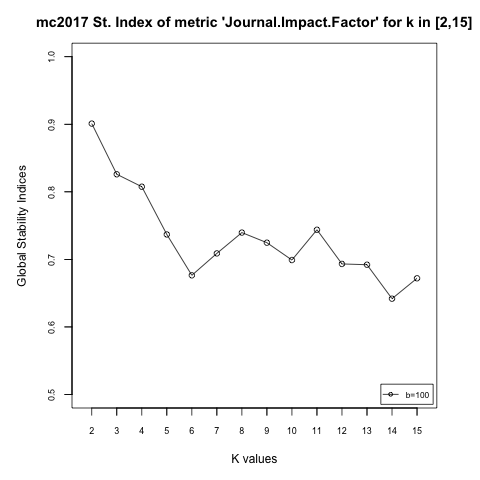 mc2017 St. Index of metric 'Journal.Impact.Factor' for k in [2,15]
Global Stability Indices
1.0
0.9
0.8
0.7
0.6
0.5
b=100
2 3 4 5 6 7 8 9 10 11 12 13 14 15
K values